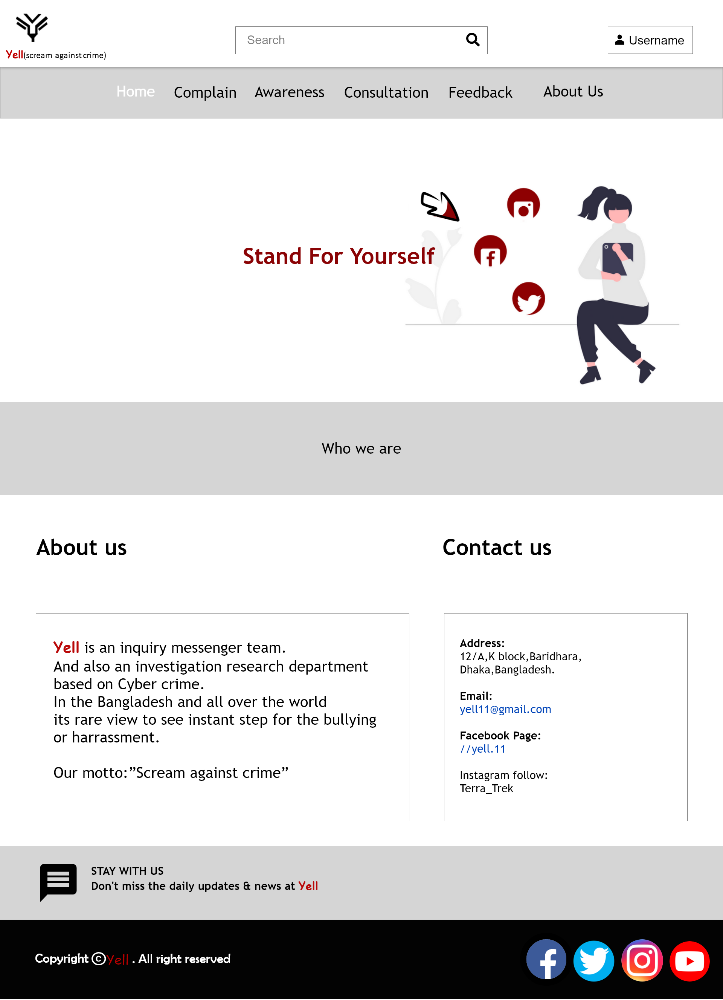 Yell(scream against crime)
Search
Username
Home Complain Awareness Consultation Feedback About Us
Stand For Yourself
Who we are
About us
Yell is an inquiry messenger team.
And also an investigation research department
based on Cyber crime.
In the Bangladesh and all over the world
its rare view to see instant step for the bullying
or harrassment.
Our motto:”Scream against crime”
Contact us
Address:
12/A,K block,Baridhara,
Dhaka,Bangladesh.
Email:
yell11@gmail.com
Facebook Page:
//yell.11
Instagram follow:
Terra_Trek
STAY WITH US
Don't miss the daily updates & news at Yell
Copyright ©Yell . All right reserved